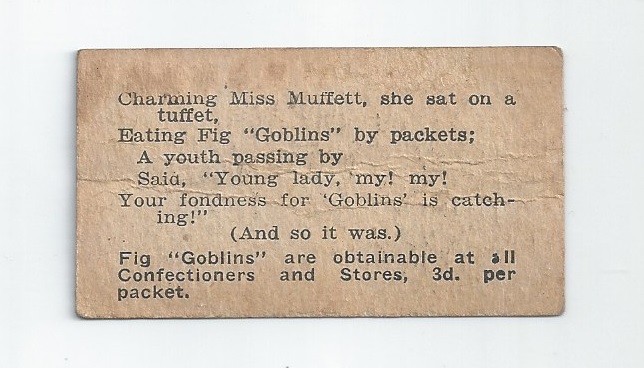 Charming Miss Muffett, she sat on a
tuffet,
Eating Fig "Goblins" by packets;
A youth passing by
Said, "Young lady, my! my!
Your fondness for 'Goblins' is catch-
ing!"
(And so it was.)
Fig "Goblins" are obtainable at all
Confectioners and Stores, 3d. per
packet.